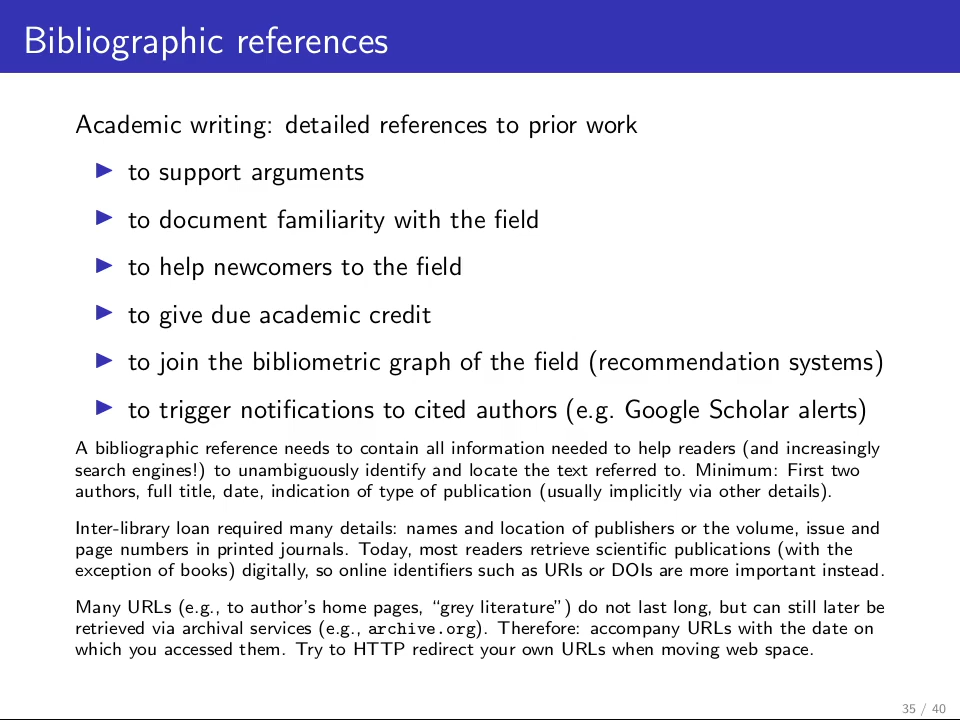 Bibliographic references
Academic writing: detailed references to prior work
▶ to support arguments
▶ to document familiarity with the field
▶ to help newcomers to the field
▶ to give due academic credit
▶ to join the bibliometric graph of the field (recommendation systems)
▶ to trigger notifications to cited authors (e.g. Google Scholar alerts)
A bibliographic reference needs to contain all information needed to help readers (and increasingly
search engines!) to unambiguously identify and locate the text referred to. Minimum: First two
authors, full title, date, indication of type of publication (usually implicitly via other details).
Inter-library loan required many details: names and location of publishers or the volume, issue and
page numbers in printed journals. Today, most readers retrieve scientific publications (with the
exception of books) digitally, so online identifiers such as URIs or DOIs are more important instead.
Many URLs (e.g., to author's home pages, “grey literature”) do not last long, but can still later be
retrieved via archival services (e.g., archive.org). Therefore: accompany URLs with the date on
which you accessed them. Try to HTTP redirect your own URLs when moving web space.
35 / 40